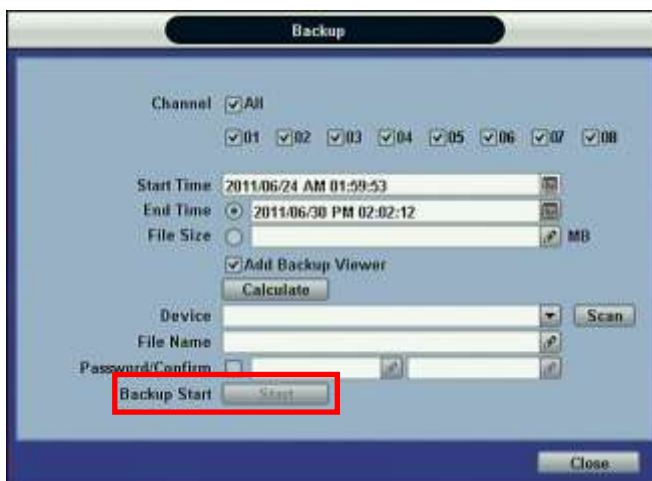 Backup
Channel All
01 02 03 04 05 06 07 08
Start Time 2011/06/24 AM 01:59:53
End Time 2011/06/30 PM 02:02:12
File Size MB
Add Backup Viewer
Calculate
Device Scan
File Name
Password/Confirm
Backup Start Start
Close